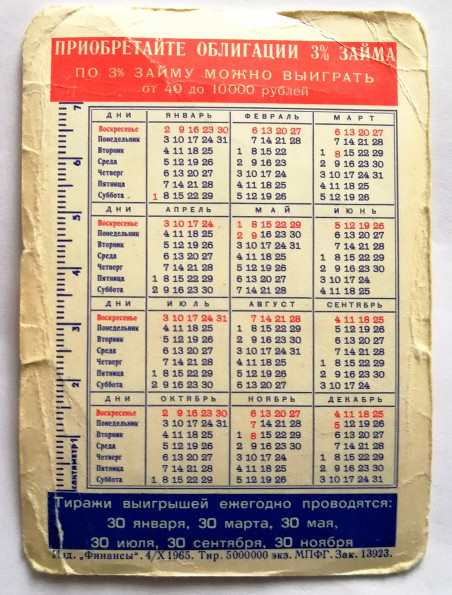 ПРИОБРЕТАЙТЕ ОБЛИГАЦИИ 3% ЗАЙМА
ПО 3% ЗАЙМУ МОЖНО ВЫИГРАТЬ
от 40 до 10000 рублей
ДНИ ЯНВАРЬ ФЕВРАЛЬ МАРТ
Воскресенье 2 9 16 23 30 6 13 20 27 6 13 20 27
Понедельник 3 10 17 24 31 7 14 21 28 7 14 21 28
Вторник 4 11 18 25 1 8 15 22 1 8 15 22 29
Среда 5 12 19 26 2 9 16 23 2 9 16 23 30
Четверг 6 13 20 27 3 10 17 24 3 10 17 24 31
Пятница 7 14 21 28 4 11 18 25 4 11 18 25
Суббота 1 8 15 22 29 5 12 19 26 5 12 19 26
ДНИ АПРЕЛЬ МАЙ ИЮНЬ
Воскресенье 3 10 17 24 1 8 15 22 29 5 12 19 26
Понедельник 4 11 18 25 2 9 16 23 30 6 13 20 27
Вторник 5 12 19 26 3 10 17 24 31 7 14 21 28
Среда 6 13 20 27 4 11 18 25 1 8 15 22 29
Четверг 7 14 21 28 5 12 19 26 2 9 16 23 30
Пятница 1 8 15 22 29 6 13 20 27 3 10 17 24
Суббота 2 9 16 23 30 7 14 21 28 4 11 18 25
ДНИ ИЮЛЬ АВГУСТ СЕНТЯБРЬ
Воскресенье 3 10 17 24 31 7 14 21 28 4 11 18 25
Понедельник 4 11 18 25 1 8 15 22 29 5 12 19 26
Вторник 5 12 19 26 2 9 16 23 30 6 13 20 27
Среда 6 13 20 27 3 10 17 24 31 7 14 21 28
Четверг 7 14 21 28 4 11 18 25 1 8 15 22 29
Пятница 1 8 15 22 29 5 12 19 26 2 9 16 23 30
Суббота 2 9 16 23 30 6 13 20 27 3 10 17 24
ДНИ ОКТЯБРЬ НОЯБРЬ ДЕКАБРЬ
Воскресенье 2 9 16 23 30 6 13 20 27 4 11 18 25
Понедельник 3 10 17 24 31 7 14 21 28 5 12 19 26
Вторник 4 11 18 25 1 8 15 22 29 6 13 20 27
Среда 5 12 19 26 2 9 16 23 30 7 14 21 28
Четверг 6 13 20 27 3 10 17 24 1 8 15 22 29
Пятница 7 14 21 28 4 11 18 25 2 9 16 23 30
Суббота 1 8 15 22 29 5 12 19 26 3 10 17 24 31
сантиметр 1 2 3 4 5 6 7
Тиражи выигрышей ежегодно проводятся:
30 января, 30 марта, 30 мая,
30 июля, 30 сентября, 30 ноября
Изд. „Финансы“. 4/X 1965. Тир. 5000000 экз. МПФГ. Зак. 13923.